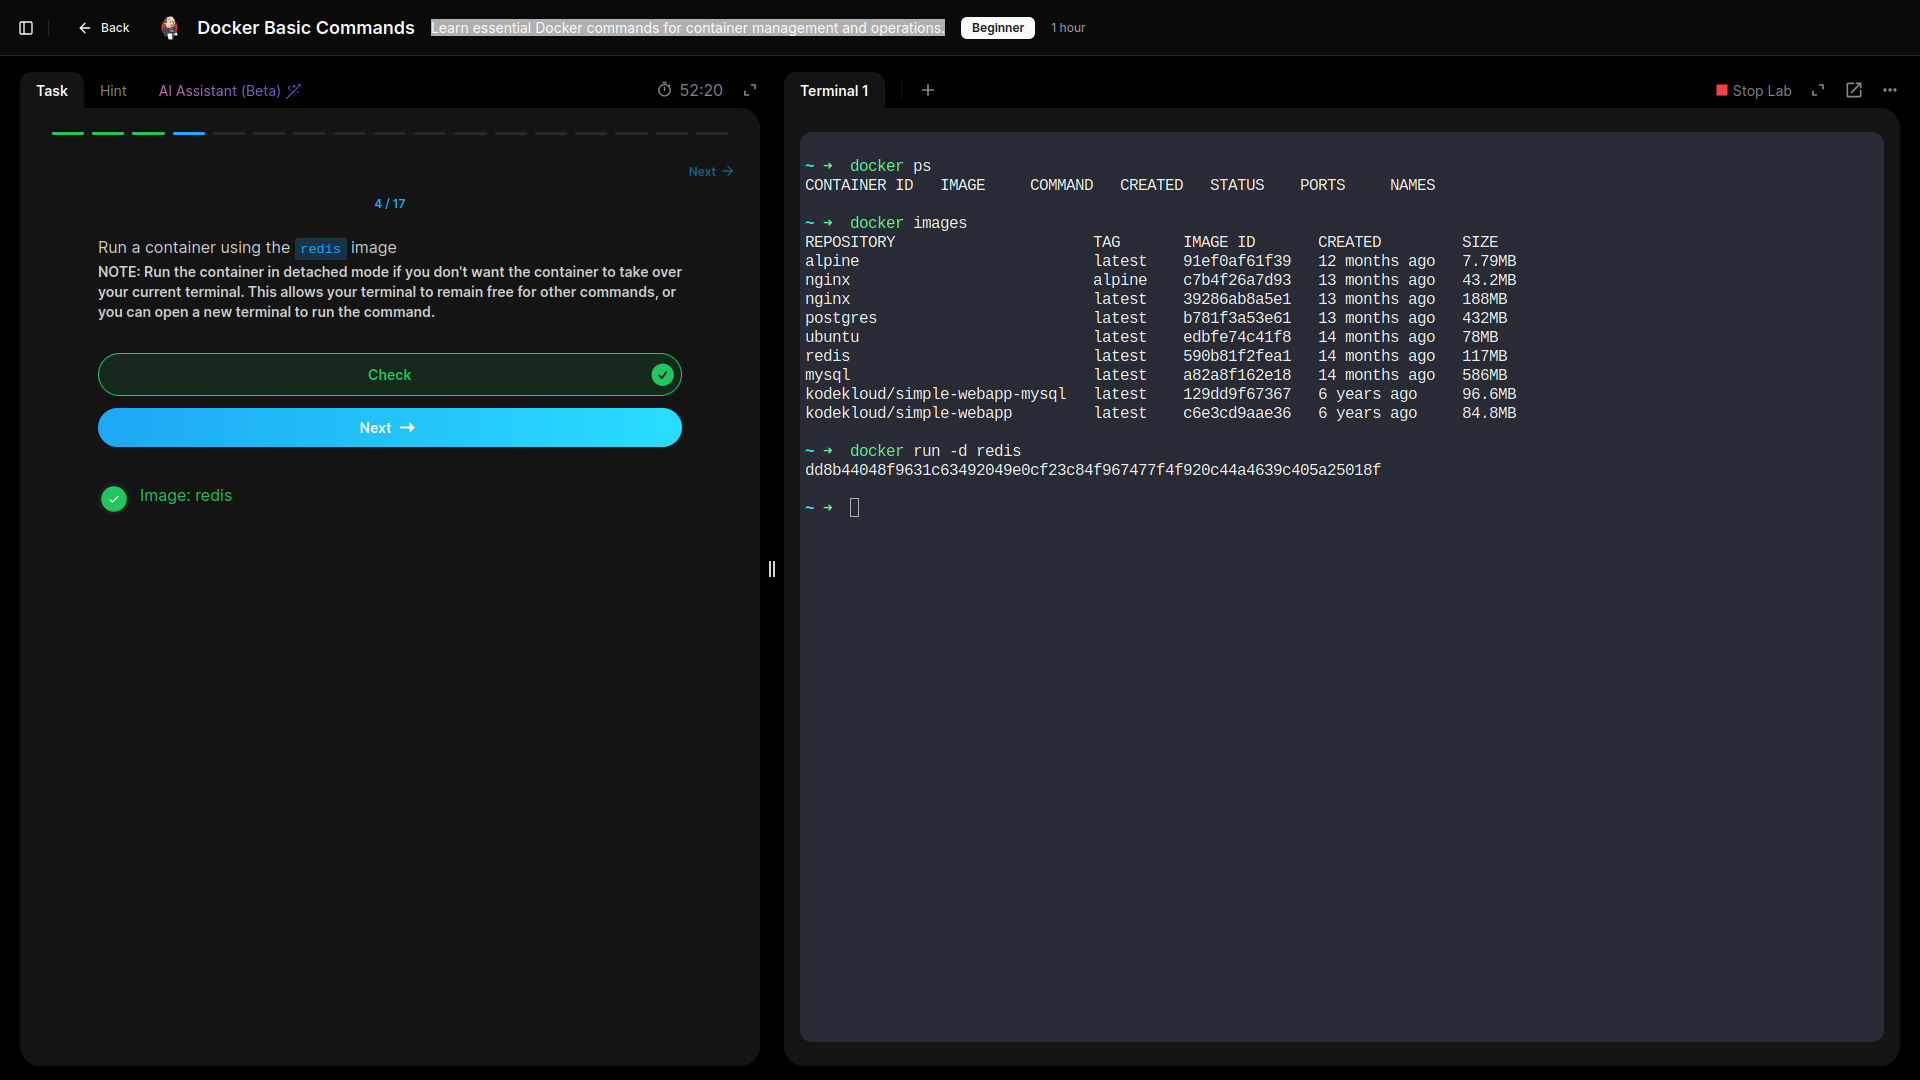 Back
Docker Basic Commands
Learn essential Docker commands for container management and operations.
Beginner
1 hour
Task
Hint
AI Assistant (Beta)
52:20
Next
4 / 17
Run a container using the redis image
NOTE: Run the container in detached mode if you don't want the container to take over
your current terminal. This allows your terminal to remain free for other commands, or
you can open a new terminal to run the command.
Check
Next
Image: redis
Terminal 1
Stop Lab
~ ➜  docker ps
CONTAINER ID   IMAGE     COMMAND   CREATED   STATUS    PORTS     NAMES
~ ➜  docker images
REPOSITORY                      TAG       IMAGE ID       CREATED         SIZE
alpine                          latest    91ef0af61f39   12 months ago   7.79MB
nginx                           alpine    c7b4f26a7d93   13 months ago   43.2MB
nginx                           latest    39286ab8a5e1   13 months ago   188MB
postgres                        latest    b781f3a53e61   13 months ago   432MB
ubuntu                          latest    edbfe74c41f8   14 months ago   78MB
redis                           latest    590b81f2fea1   14 months ago   117MB
mysql                           latest    a82a8f162e18   14 months ago   586MB
kodekloud/simple-webapp-mysql   latest    129dd9f67367   6 years ago     96.6MB
kodekloud/simple-webapp         latest    c6e3cd9aae36   6 years ago     84.8MB
~ ➜  docker run -d redis
dd8b44048f9631c63492049e0cf23c84f967477f4f920c44a4639c405a25018f
~ ➜